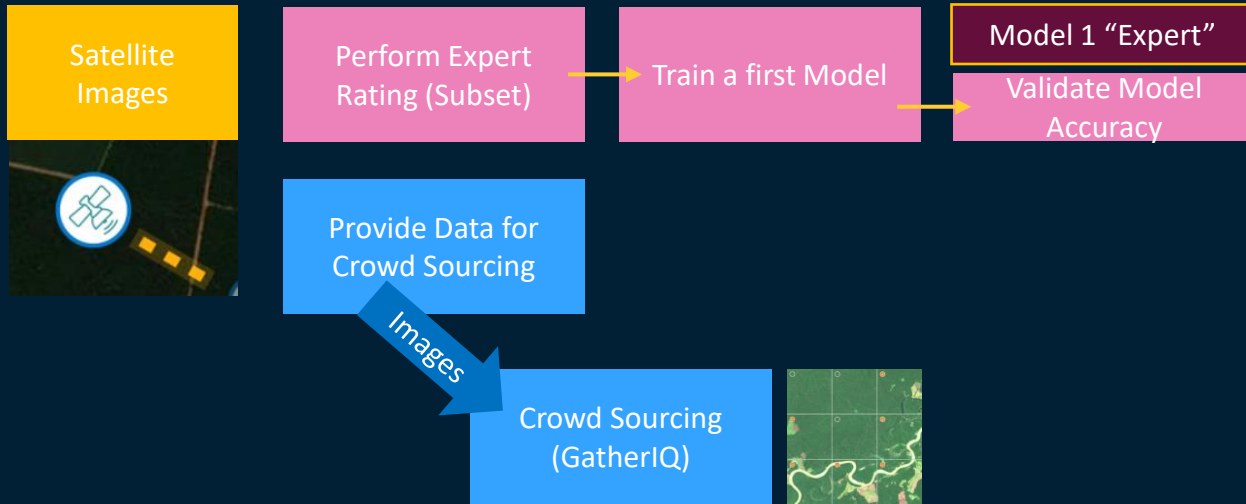 Satellite
Images
Perform Expert
Rating (Subset)
Train a first Model
Model 1 “Expert”
Validate Model
Accuracy
Provide Data for
Crowd Sourcing
Images
Crowd Sourcing
(GatherIQ)